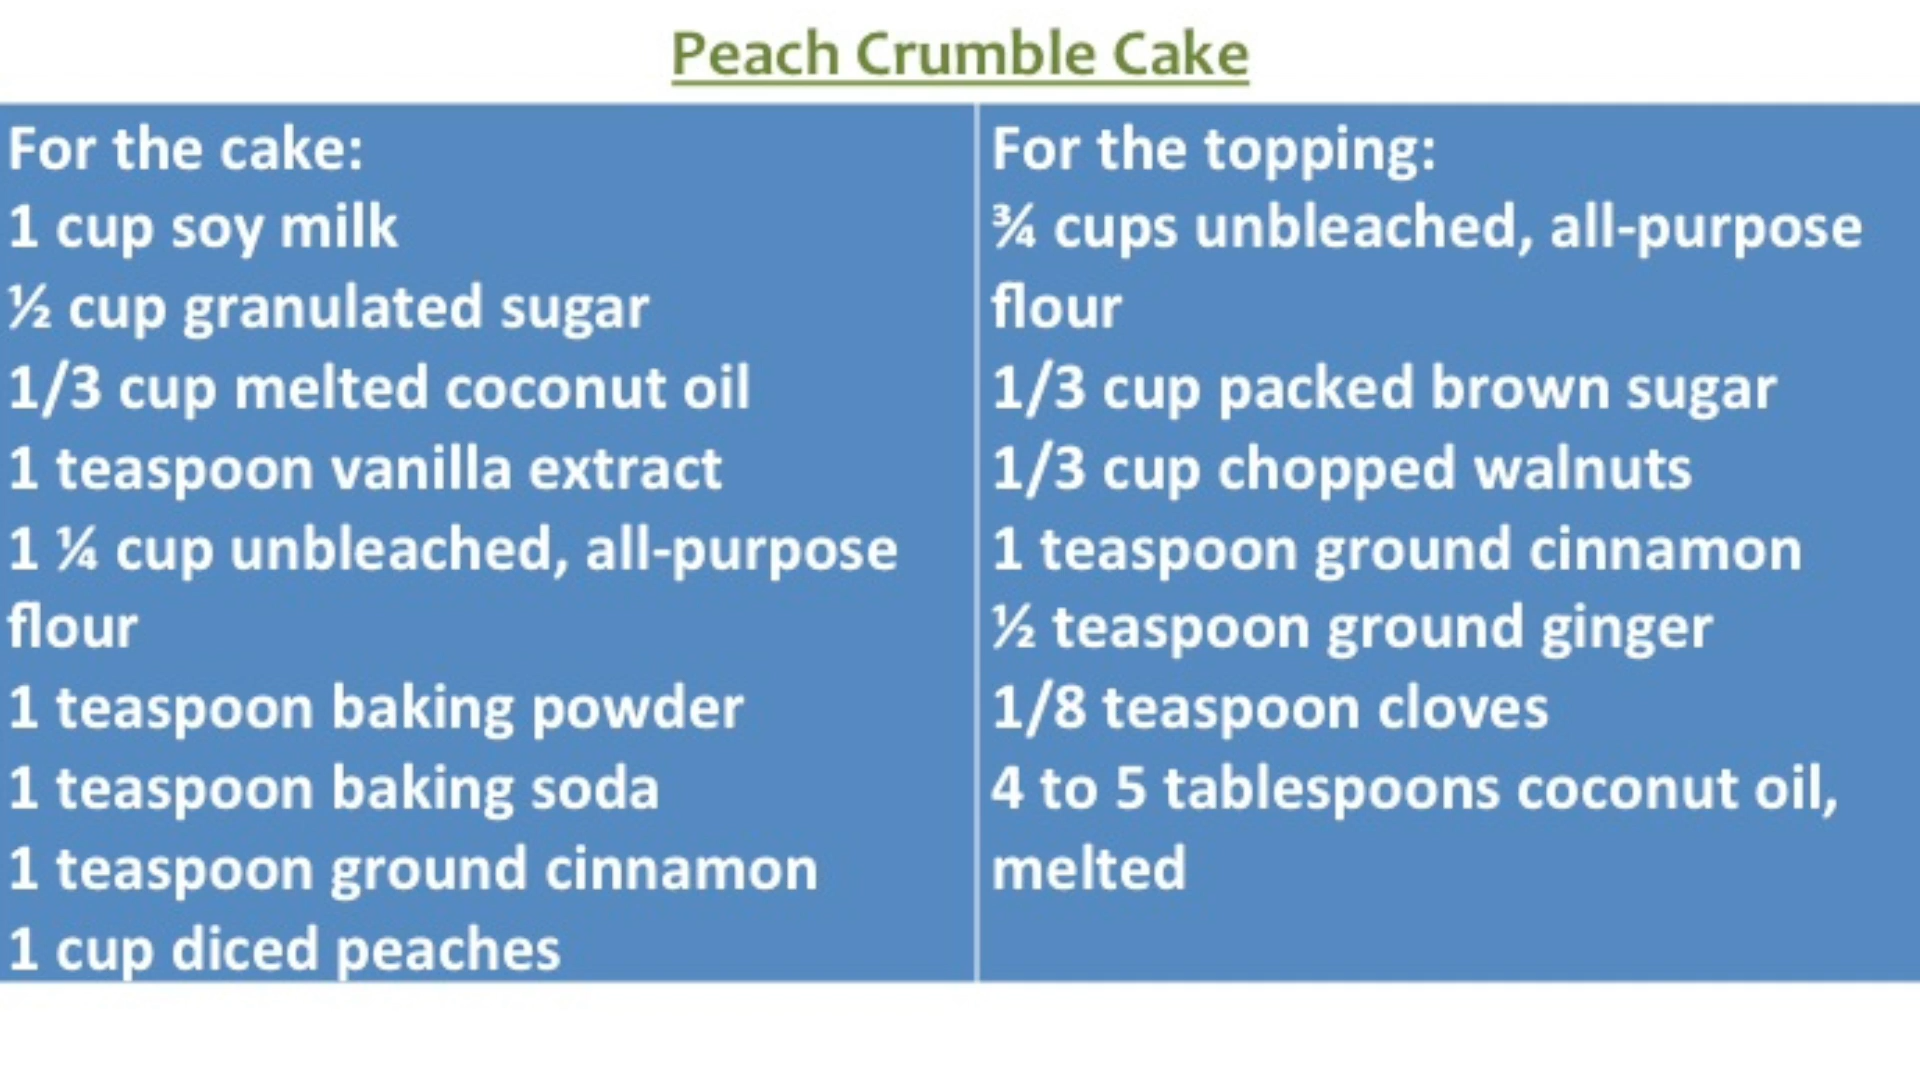 Peach Crumble Cake
For the cake:
1 cup soy milk
½ cup granulated sugar
1/3 cup melted coconut oil
1 teaspoon vanilla extract
1 ¼ cup unbleached, all-purpose
flour
1 teaspoon baking powder
1 teaspoon baking soda
1 teaspoon ground cinnamon
1 cup diced peaches
For the topping:
¾ cups unbleached, all-purpose
flour
1/3 cup packed brown sugar
1/3 cup chopped walnuts
1 teaspoon ground cinnamon
½ teaspoon ground ginger
1/8 teaspoon cloves
4 to 5 tablespoons coconut oil,
melted